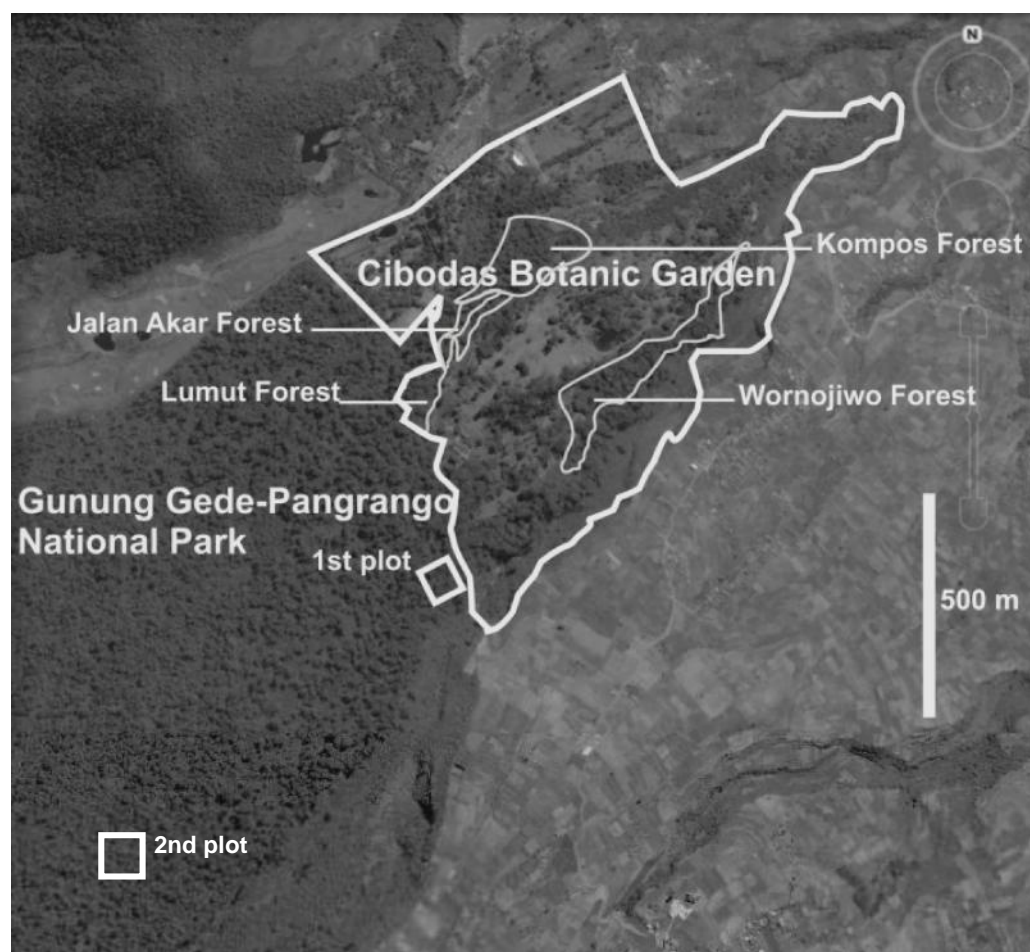 N
Kompos Forest
Cibodas Botanic Garden
Jalan Akar Forest
Lumut Forest
Wornojiwo Forest
Gunung Gede-Pangrango
National Park
1st plot
500 m
2nd plot